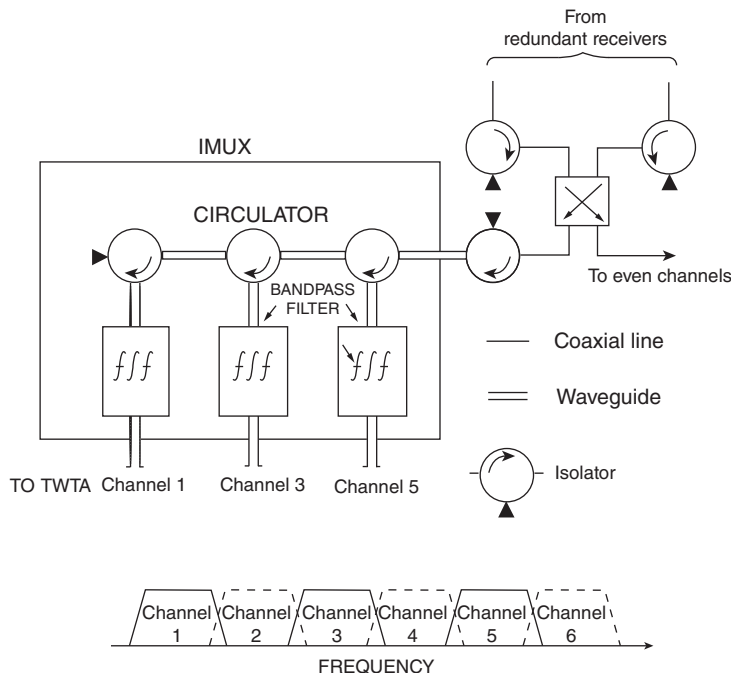 From
redundant receivers
IMUX
CIRCULATOR
BANDPASS
FILTER
To even channels
Coaxial line
Waveguide
Isolator
TO TWTA Channel 1 Channel 3 Channel 5
Channel
1
Channel
2
Channel
3
Channel
4
Channel
5
Channel
6
FREQUENCY